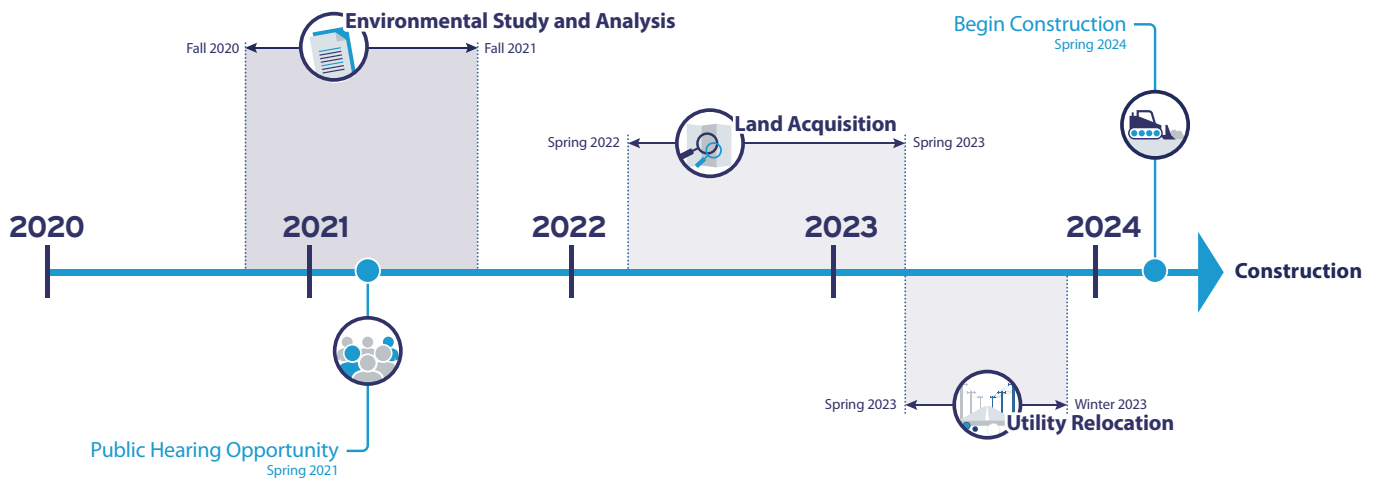 Environmental Study and Analysis
Fall 2020
Fall 2021
Begin Construction
Spring 2024
Land Acquisition
Spring 2022
Spring 2023
2020
2021
2022
2023
2024
Construction
Spring 2023
Winter 2023
Utility Relocation
Public Hearing Opportunity
Spring 2021